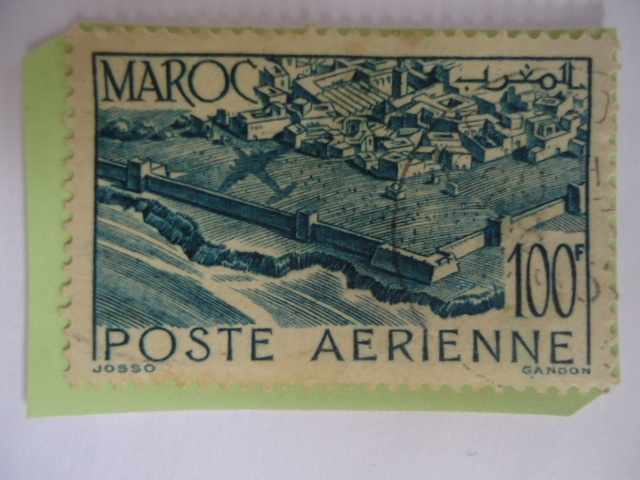 MAROC المغرب
100F
POSTE AERIENNE
JOSSO GANDON